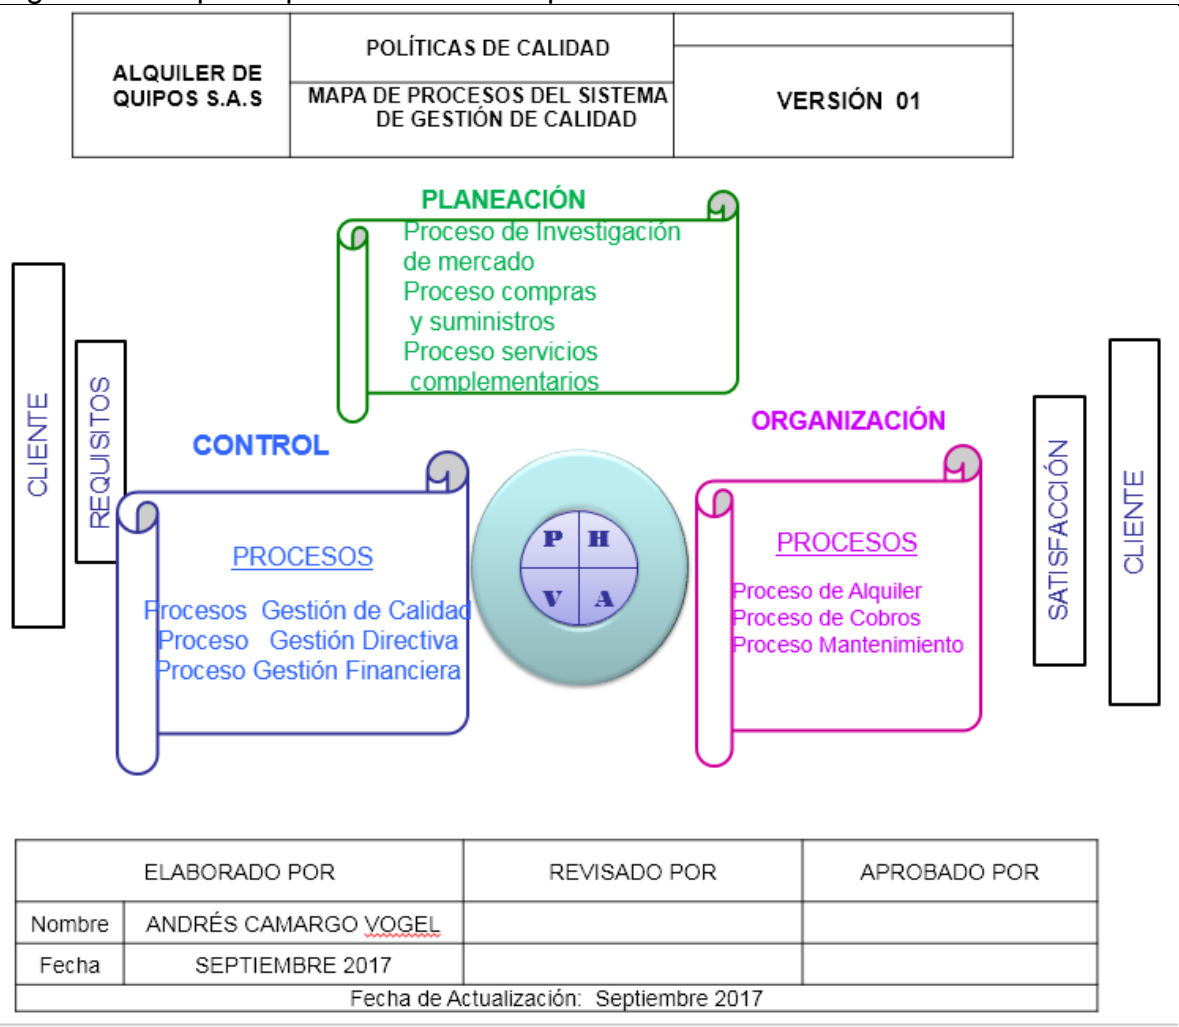 ALQUILER DE
QUIPOS S.A.S
POLÍTICAS DE CALIDAD
MAPA DE PROCESOS DEL SISTEMA
DE GESTIÓN DE CALIDAD
VERSIÓN 01
PLANEACIÓN
Proceso de Investigación
de mercado
Proceso compras
y suministros
Proceso servicios
complementarios
CLIENTE
REQUISITOS
CONTROL
PROCESOS
Procesos Gestión de Calidad
Proceso Gestión Directiva
Proceso Gestión Financiera
P H
V A
ORGANIZACIÓN
PROCESOS
Proceso de Alquiler
Proceso de Cobros
Proceso Mantenimiento
SATISFACCIÓN
CLIENTE
ELABORADO POR REVISADO POR APROBADO POR
Nombre ANDRÉS CAMARGO VOGEL
Fecha SEPTIEMBRE 2017
Fecha de Actualización: Septiembre 2017